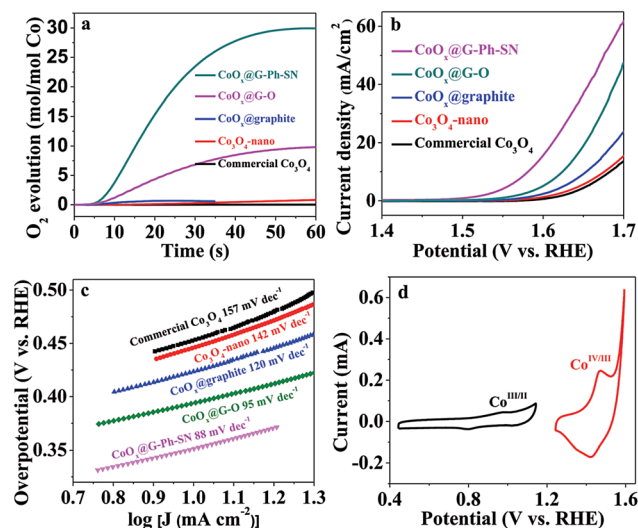 a
O₂ evolution (mol/mol Co)
30
25
20
15
10
5
0
CoOₓ@G-Ph-SN
CoOₓ@G-O
CoOₓ@graphite
Co₃O₄-nano
Commercial Co₃O₄
0 10 20 30 40 50 60
Time (s)
b
Current density (mA/cm²)
60
40
20
0
CoOₓ@G-Ph-SN
CoOₓ@G-O
CoOₓ@graphite
Co₃O₄-nano
Commercial Co₃O₄
1.4 1.5 1.6 1.7
Potential (V vs. RHE)
c
Overpotential (V vs. RHE)
0.50
0.45
0.40
0.35
Commercial Co₃O₄ 157 mV dec⁻¹
Co₃O₄-nano 142 mV dec⁻¹
CoOₓ@graphite 120 mV dec⁻¹
CoOₓ@G-O 95 mV dec⁻¹
CoOₓ@G-Ph-SN 88 mV dec⁻¹
0.7 0.8 0.9 1.0 1.1 1.2 1.3
log [J (mA cm⁻²)]
d
Current (mA)
0.6
0.4
0.2
0.0
-0.2
Co^III/II
Co^IV/III
0.4 0.8 1.2 1.6
Potential (V vs. RHE)